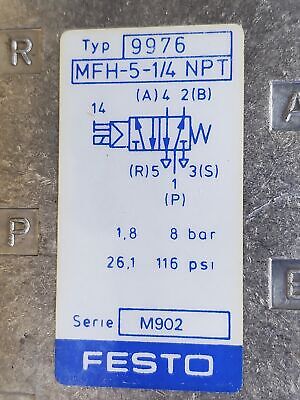 R
Typ 9976
MFH-5-1/4 NPT
14 (A) 4 2 (B)
(R) 5 3 (S)
1
(P)
P
1,8 8 bar
26,1 116 psi
Serie M902
FESTO
A